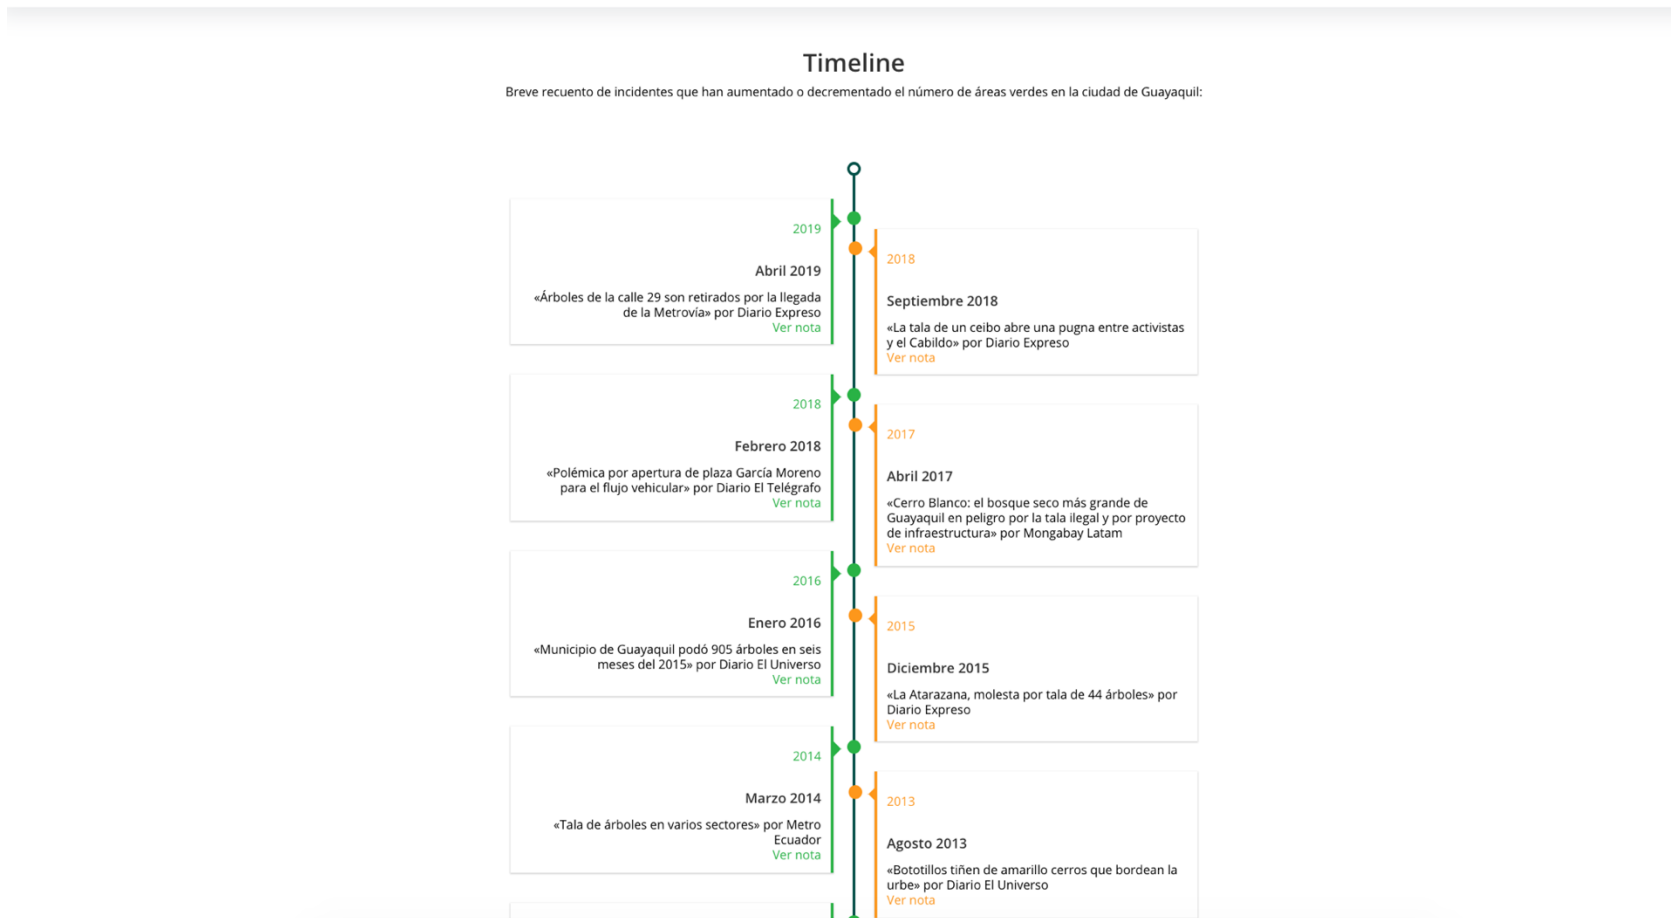 Timeline
Breve recuento de incidentes que han aumentado o decrementado el número de áreas verdes en la ciudad de Guayaquil:
2019
Abril 2019
«Árboles de la calle 29 son retirados por la llegada
de la Metrovía» por Diario Expreso
Ver nota
2018
Septiembre 2018
«La tala de un ceibo abre una pugna entre activistas
y el Cabildo» por Diario Expreso
Ver nota
2018
Febrero 2018
«Polémica por apertura de plaza García Moreno
para el flujo vehicular» por Diario El Telégrafo
Ver nota
2017
Abril 2017
«Cerro Blanco: el bosque seco más grande de
Guayaquil en peligro por la tala ilegal y por proyecto
de infraestructura» por Mongabay Latam
Ver nota
2016
Enero 2016
«Municipio de Guayaquil podó 905 árboles en seis
meses del 2015» por Diario El Universo
Ver nota
2015
Diciembre 2015
«La Atarazana, molesta por tala de 44 árboles» por
Diario Expreso
Ver nota
2014
Marzo 2014
«Tala de árboles en varios sectores» por Metro
Ecuador
Ver nota
2013
Agosto 2013
«Bototillos tiñen de amarillo cerros que bordean la
urbe» por Diario El Universo
Ver nota